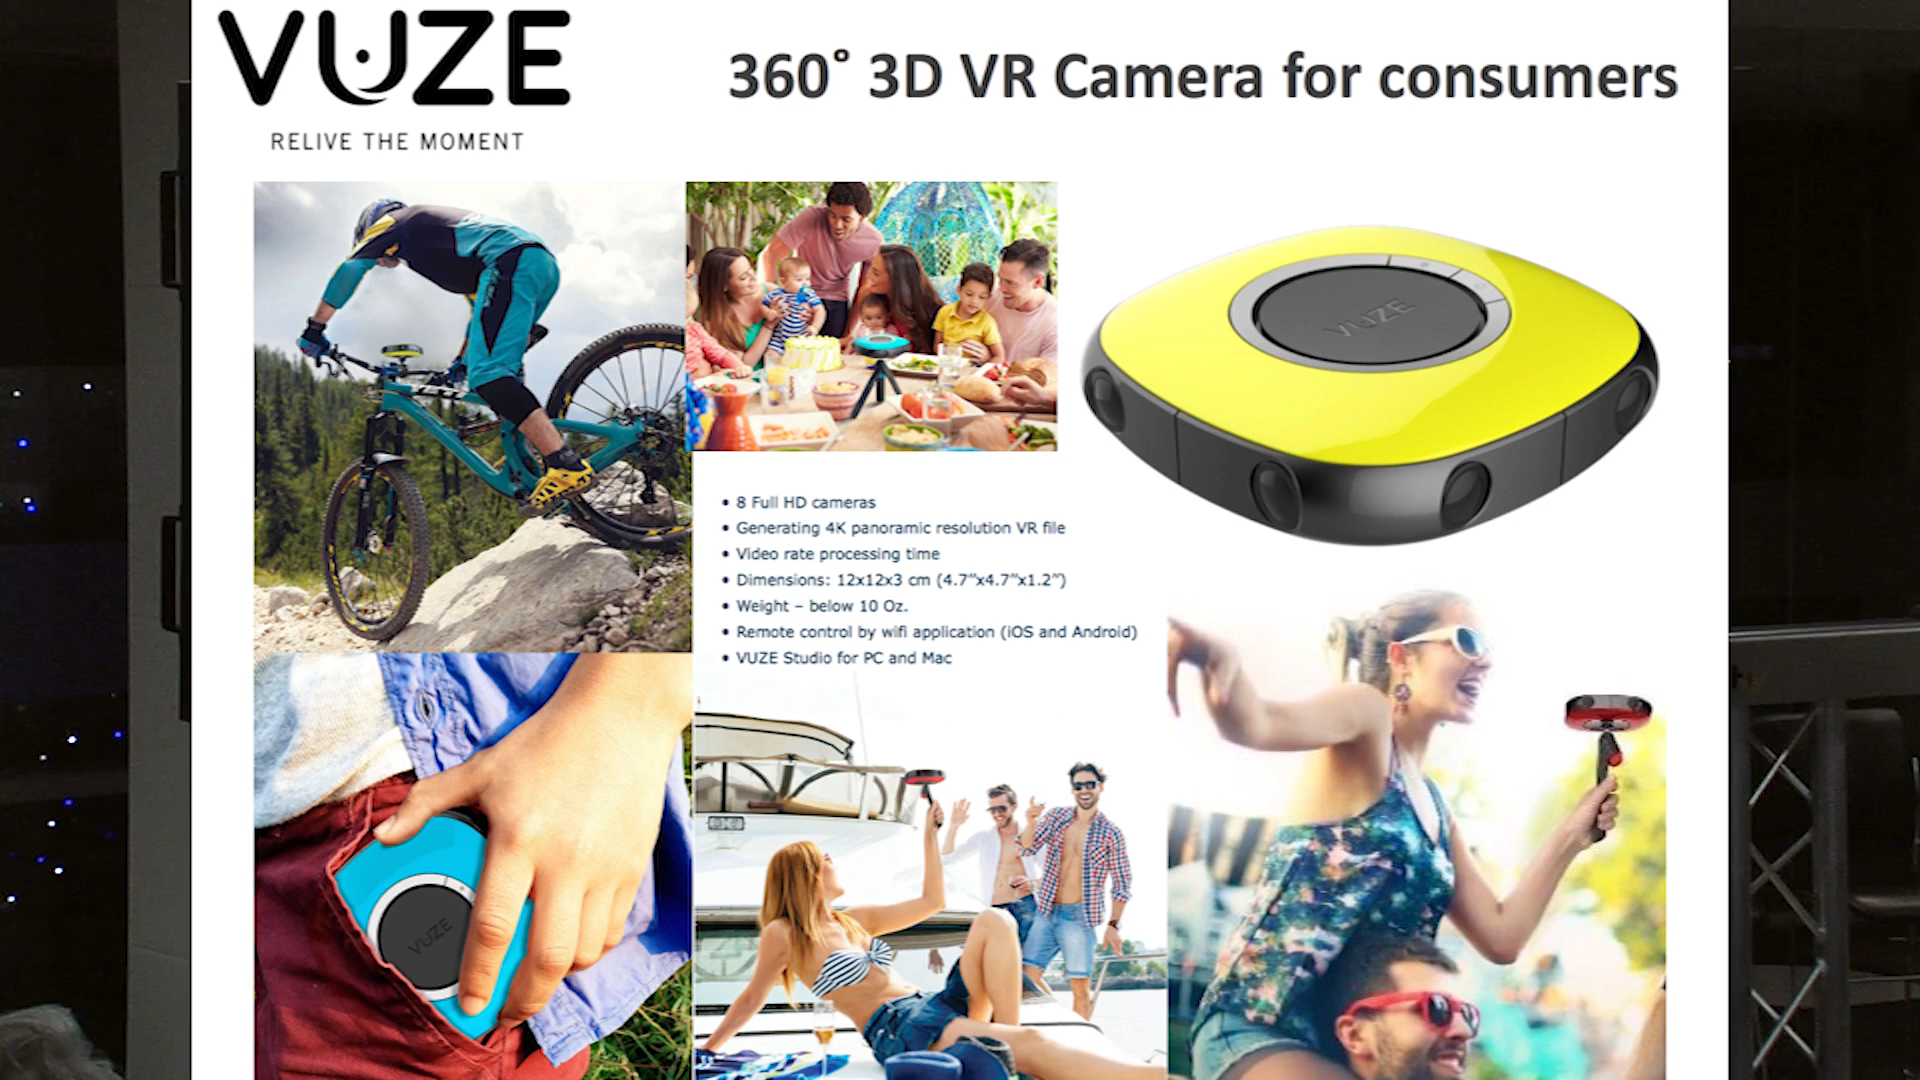 VUZE
RELIVE THE MOMENT
360° 3D VR Camera for consumers
VUZE
• 8 Full HD cameras
• Generating 4K panoramic resolution VR file
• Video rate processing time
• Dimensions: 12x12x3 cm (4.7”x4.7”x1.2”)
• Weight – below 10 Oz.
• Remote control by wifi application (iOS and Android)
• VUZE Studio for PC and Mac
VUZE